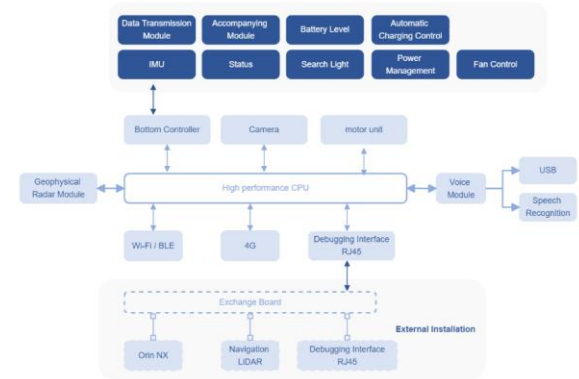 Data Transmission
Module
Accompanying
Module
Battery Level
Automatic
Charging Control
IMU
Status
Search Light
Power
Management
Fan Control
Bottom Controller
Camera
motor unit
Geophysical
Radar Module
High performance CPU
Voice
Module
USB
Speech
Recognition
Wi-Fi / BLE
4G
Debugging Interface
RJ45
Exchange Board
External Installation
Orin NX
Navigation
LiDAR
Debugging Interface
RJ45